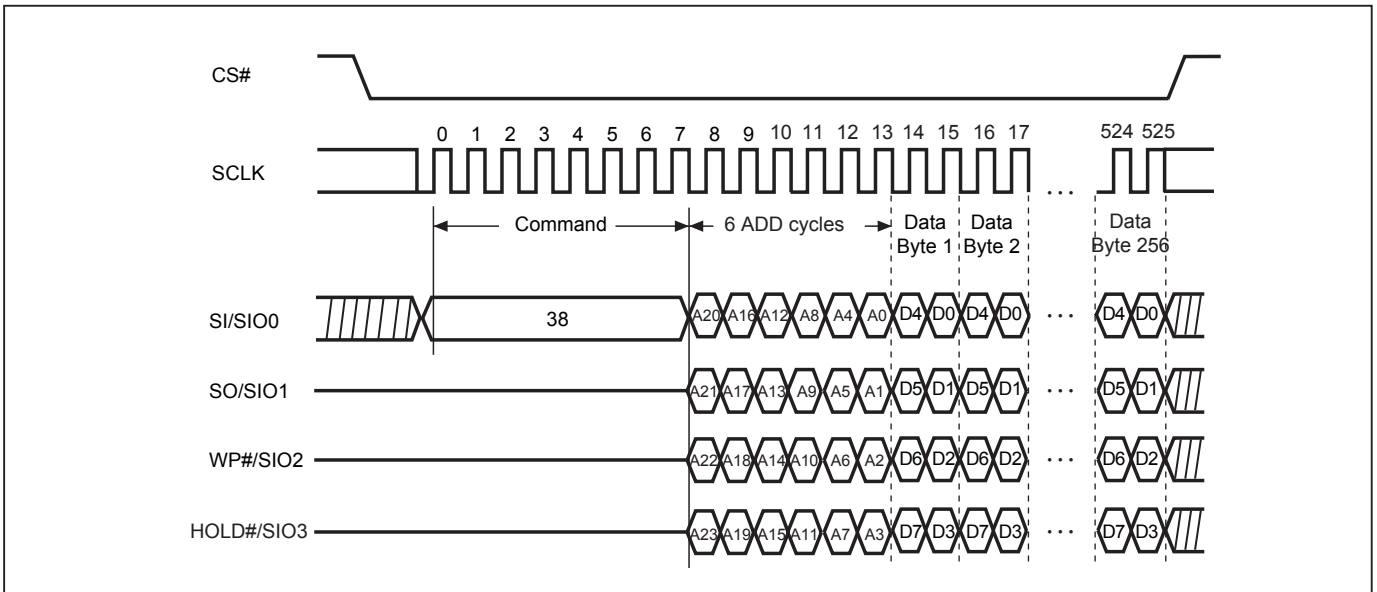 CS#
0 1 2 3 4 5 6 7 8 9 10 11 12 13 14 15 16 17 524 525
SCLK
...
Command 6 ADD cycles Data Data Data
Byte 1 Byte 2 Byte 256
SI/SIO0 38 A20 A16 A12 A8 A4 A0 D4 D0 D4 D0 ... D4 D0
SO/SIO1 A21 A17 A13 A9 A5 A1 D5 D1 D5 D1 ... D5 D1
WP#/SIO2 A22 A18 A14 A10 A6 A2 D6 D2 D6 D2 ... D6 D2
HOLD#/SIO3 A23 A19 A15 A11 A7 A3 D7 D3 D7 D3 ... D7 D3